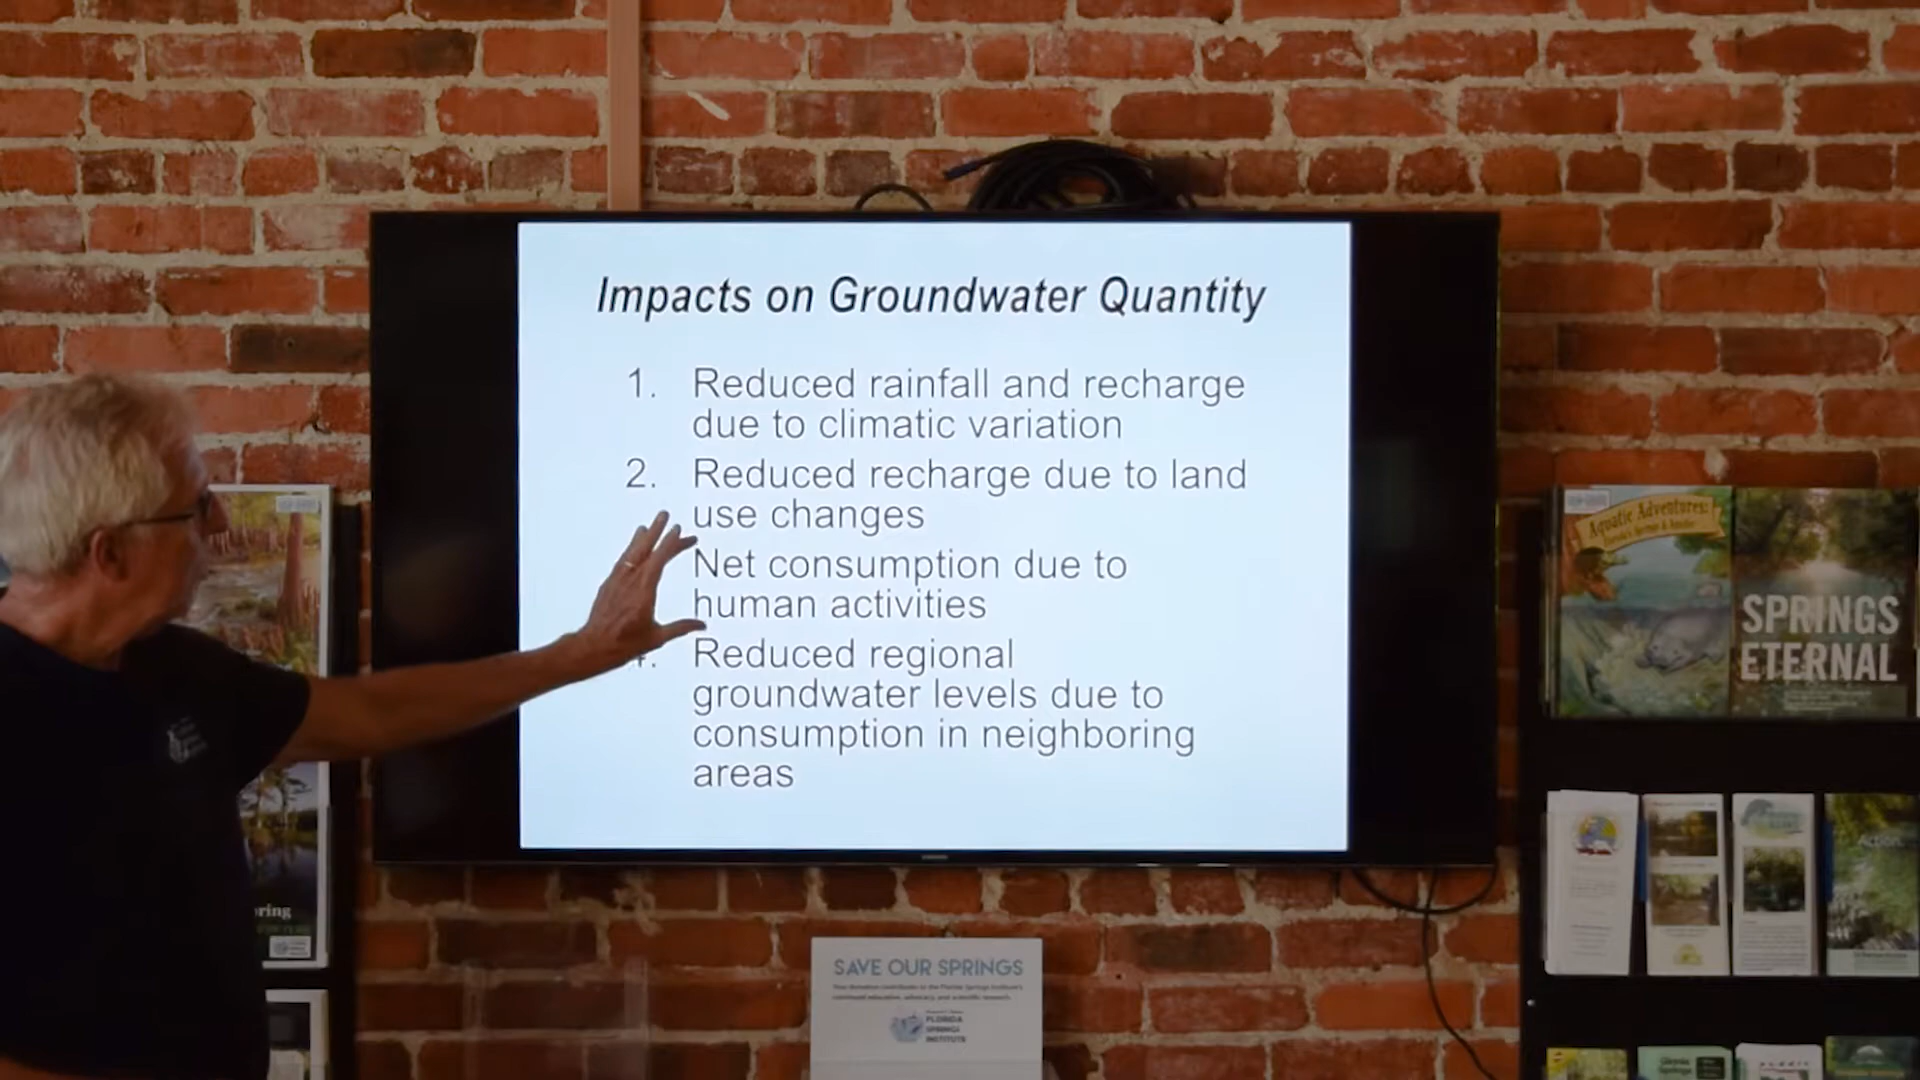 Impacts on Groundwater Quantity
1. Reduced rainfall and recharge
due to climatic variation
2. Reduced recharge due to land
use changes
Net consumption due to
human activities
Reduced regional
groundwater levels due to
consumption in neighboring
areas
Aquatic Adventures:
SPRINGS
ETERNAL
Action
SAVE OUR SPRINGS
FLORIDA
SPRINGS
INSTITUTE